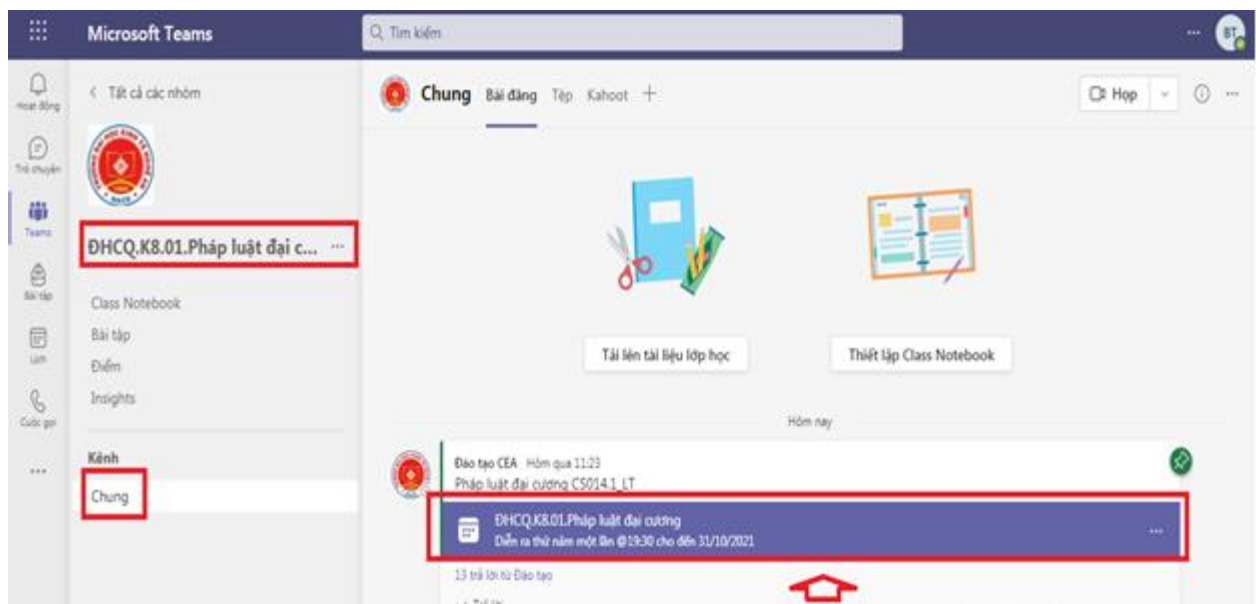 Microsoft Teams
Tìm kiếm
BT
Hoạt động
Trò chuyện
Teams
Bài tập
Lịch
Cuộc gọi
Tất cả các nhóm
ĐHCQ.K8.01.Pháp luật đại c... ...
Class Notebook
Bài tập
Điểm
Insights
Kênh
Chung
Chung Bài đăng Tệp Kahoot +
Họp
Tải lên tài liệu lớp học
Thiết lập Class Notebook
Hôm nay
Đào tạo CEA Hôm qua 11:23
Pháp luật đại cương CS014.1_LT
ĐHCQ.K8.01.Pháp luật đại cương
Diễn ra thứ năm một lần @19:30 cho đến 31/10/2021
13 trả lời từ Đào tạo
Trả lời